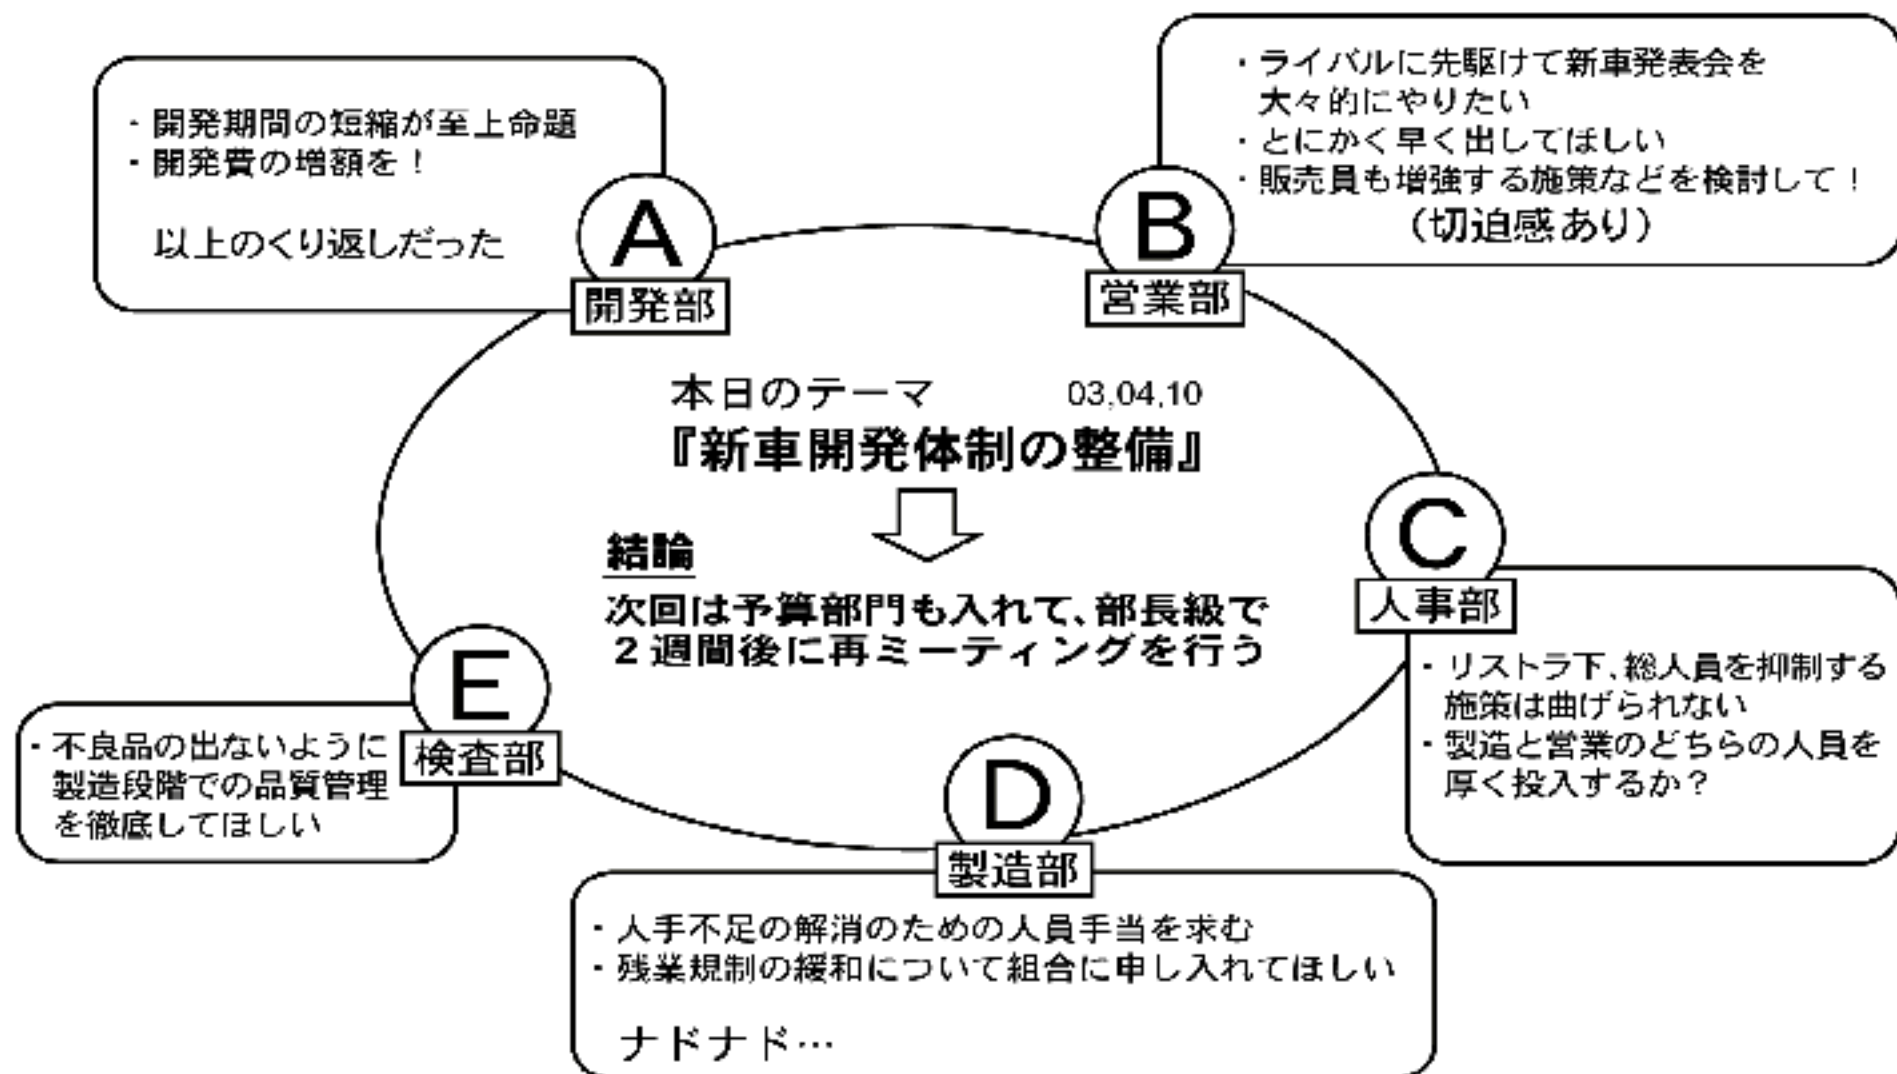 ・開発期間の短縮が至上命題
・開発費の増額を！
以上のくり返しだった
A
開発部
・ライバルに先駆けて新車発表会を
大々的にやりたい
・とにかく早く出してほしい
・販売員も増強する施策などを検討して！
（切迫感あり）
B
営業部
本日のテーマ 03,04,10
『新車開発体制の整備』
結論
次回は予算部門も入れて、部長級で
２週間後に再ミーティングを行う
C
人事部
・リストラ下、総人員を抑制する
施策は曲げられない
・製造と営業のどちらの人員を
厚く投入するか？
E
検査部
・不良品の出ないように
製造段階での品質管理
を徹底してほしい
D
製造部
・人手不足の解消のための人員手当を求む
・残業規制の緩和について組合に申し入れてほしい
ナドナド…